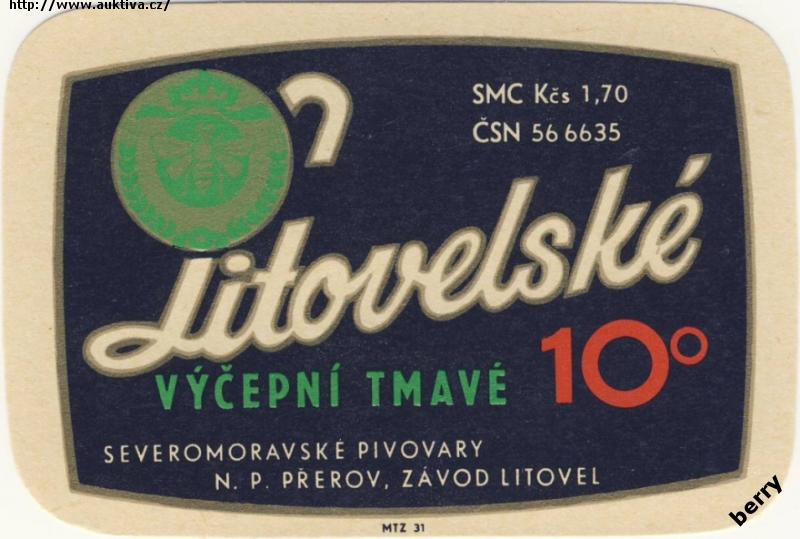 http://www.auktiva.cz/
SMC Kčs 1,70
ČSN 56 6635
Litovelské
VÝČEPNÍ TMAVÉ 10°
SEVEROMORAVSKÉ PIVOVARY
N. P. PŘEROV, ZÁVOD LITOVEL
MTZ 31
berry